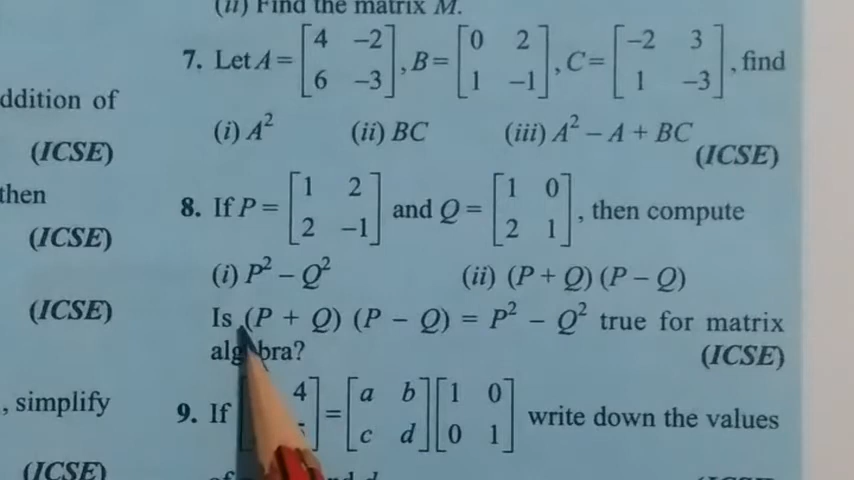 (ii) Find the matrix M.
7. Let A = [4 −2
6 −3], B = [0 2
1 −1], C = [−2 3
1 −3], find
(i) A² (ii) BC (iii) A² − A + BC
(ICSE)
8. If P = [1 2
2 −1] and Q = [1 0
2 1], then compute
(i) P² − Q² (ii) (P + Q) (P − Q)
Is (P + Q) (P − Q) = P² − Q² true for matrix
algebra? (ICSE)
9. If [ 4
] = [a b
c d] [1 0
0 1] write down the values
ddition of
(ICSE)
then
(ICSE)
(ICSE)
, simplify
(ICSE)